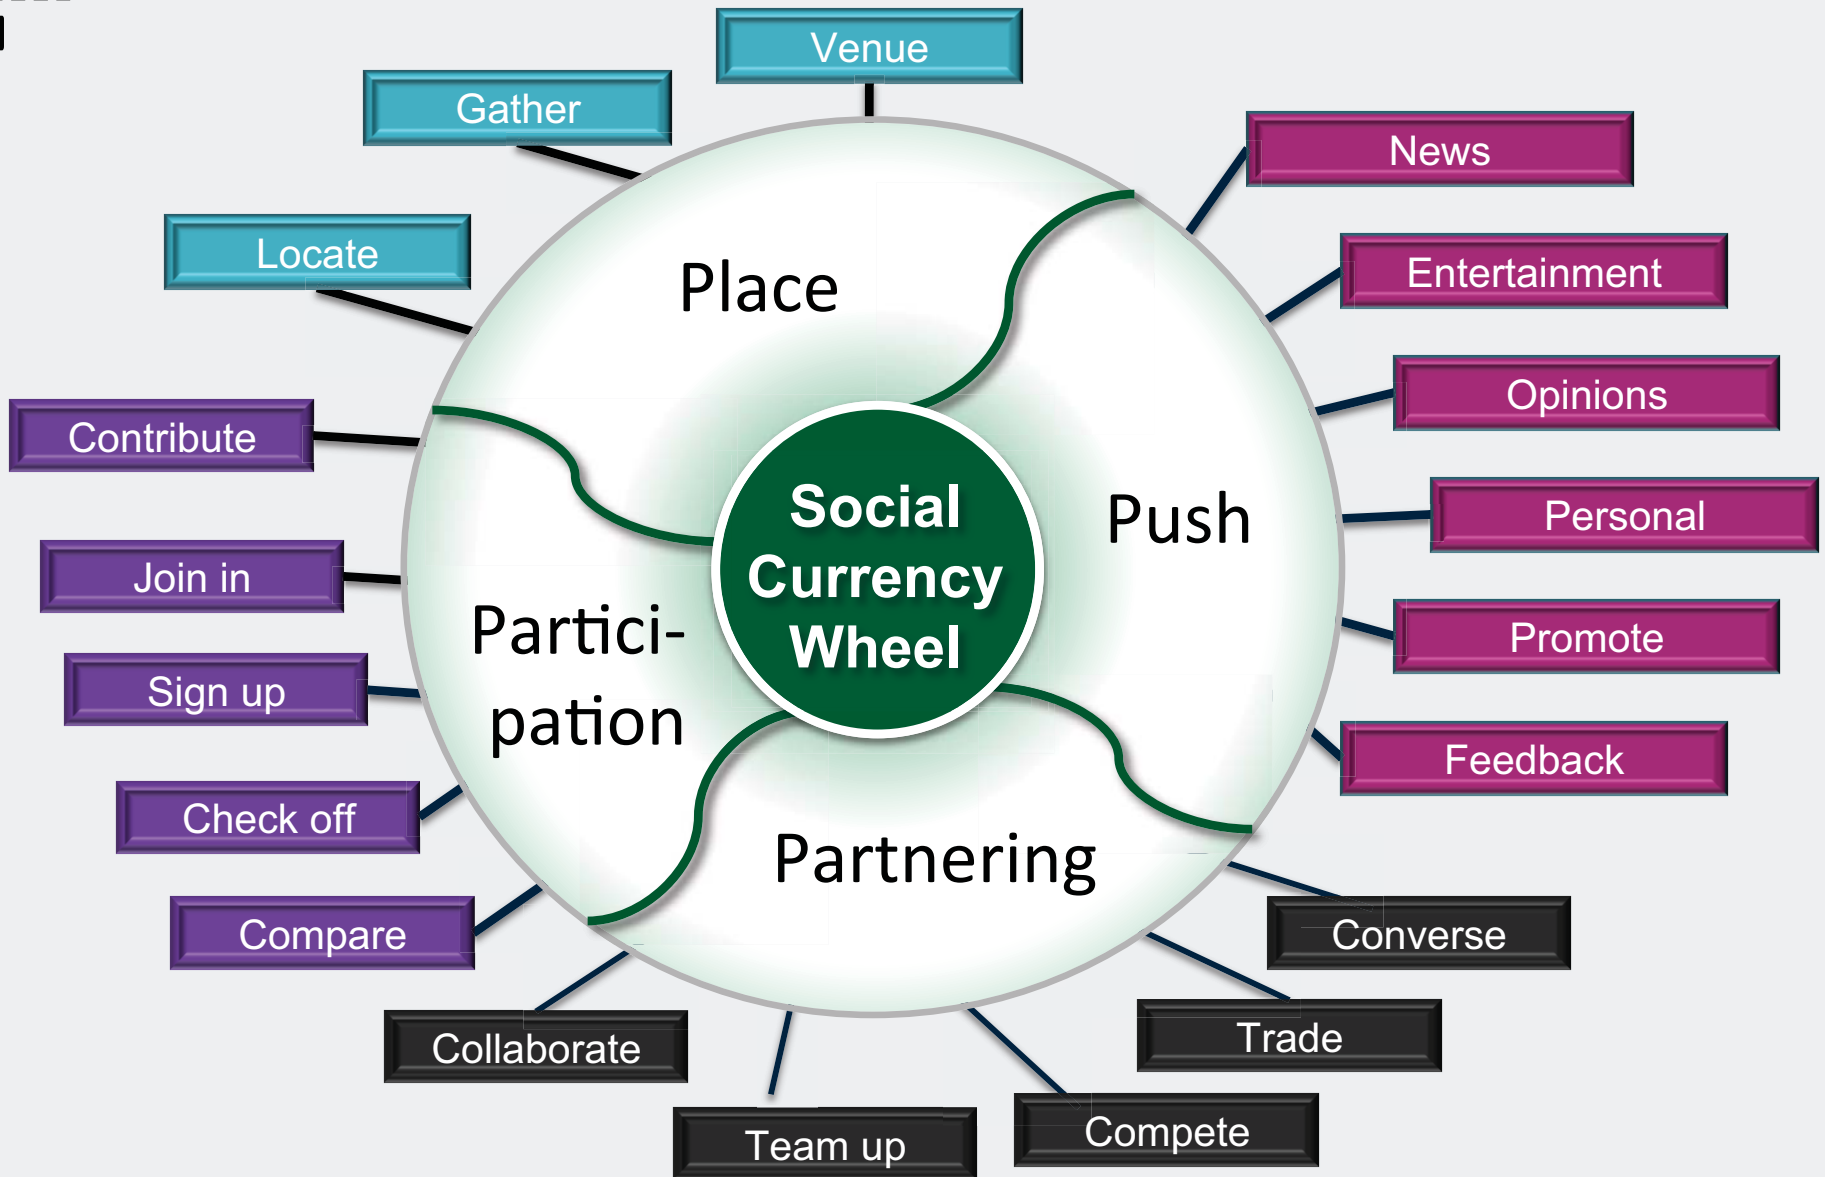 Venue
Gather
News
Locate
Entertainment
Place
Opinions
Contribute
Social
Currency
Wheel
Push
Personal
Join in
Partici-
pation
Promote
Sign up
Feedback
Check off
Partnering
Compare
Converse
Collaborate
Trade
Team up
Compete